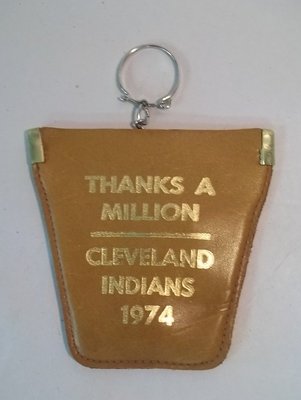 THANKS A
MILLION
CLEVELAND
INDIANS
1974